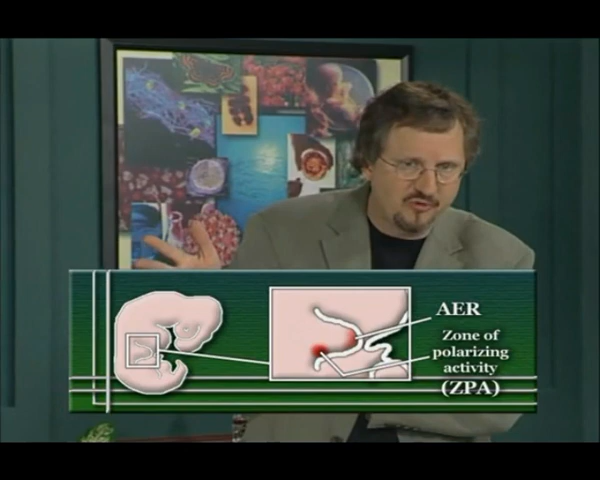 AER
Zone of
polarizing
activity
(ZPA)